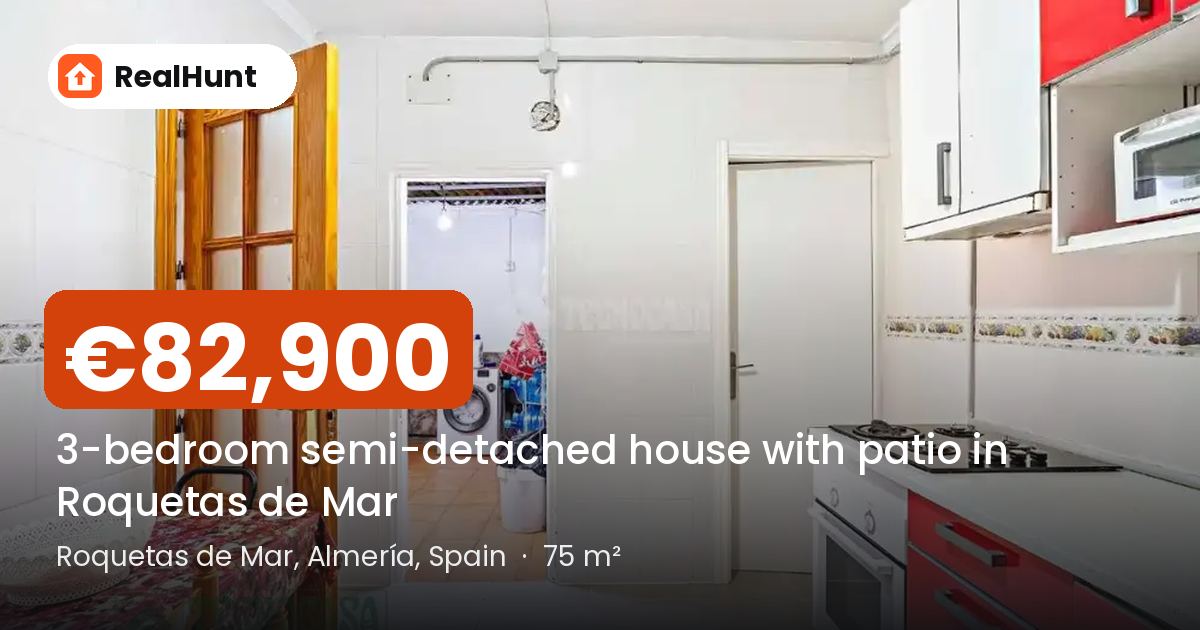 RealHunt
€82,900
3-bedroom semi-detached house with patio in
Roquetas de Mar
Roquetas de Mar, Almería, Spain · 75 m²
TECNOCASA